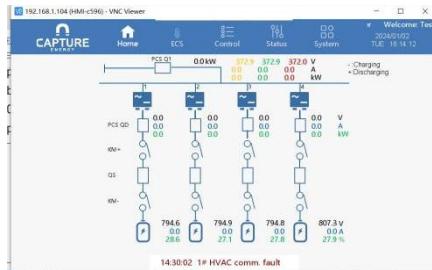 192.168.1.104 (HMI-c596) - VNC Viewer
CAPTURE
ENERGY
Home
ECS
Control
Status
System
Welcome: Tes
2024/01/02
TUE 16:14:12
PCS Q1 0.0 kW 372.9 372.9 372.0 V
0.0 0.0 0.0 A
0.0 0.0 0.0 kW
- :Charging
+ :Discharging
1 2 3 4
PCS QD 0.0 0.0 0.0 0.0 V
0.0 0.0 0.0 0.0 A
0.0 0.0 0.0 0.0 kW
KM+
QS
KM-
794.6 794.9 794.8 807.3 V
0.0 0.0 0.0 0.0 A
28.6 27.1 27.8 27.9 %
14:30:02 1# HVAC comm. fault